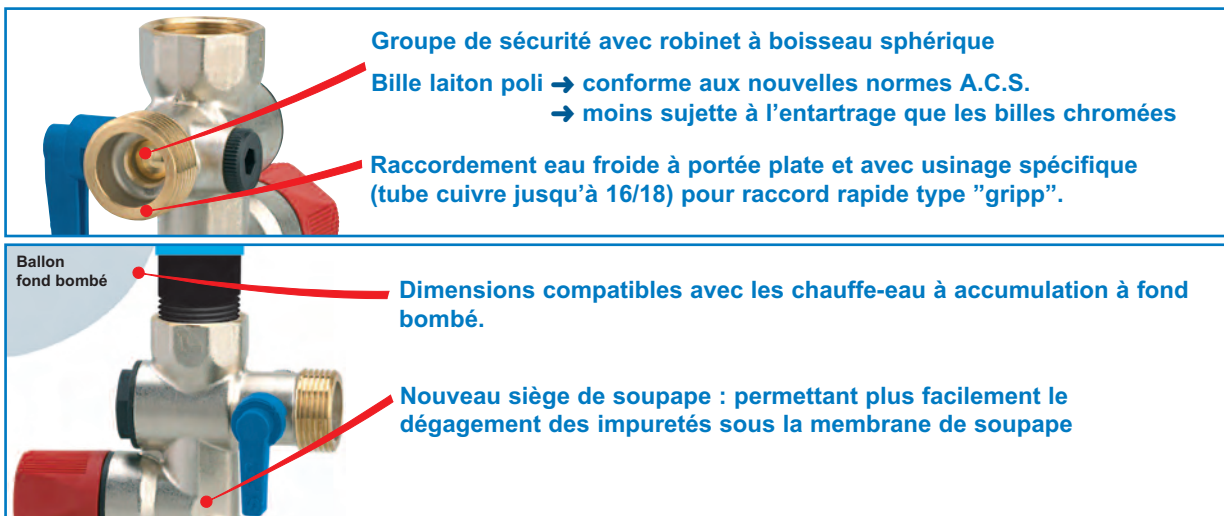 Groupe de sécurité avec robinet à boisseau sphérique
Bille laiton poli ➜ conforme aux nouvelles normes A.C.S.
➜ moins sujette à l'entartrage que les billes chromées
Raccordement eau froide à portée plate et avec usinage spécifique
(tube cuivre jusqu'à 16/18) pour raccord rapide type ”gripp”.
Ballon
fond bombé
Dimensions compatibles avec les chauffe-eau à accumulation à fond
bombé.
Nouveau siège de soupape : permettant plus facilement le
dégagement des impuretés sous la membrane de soupape